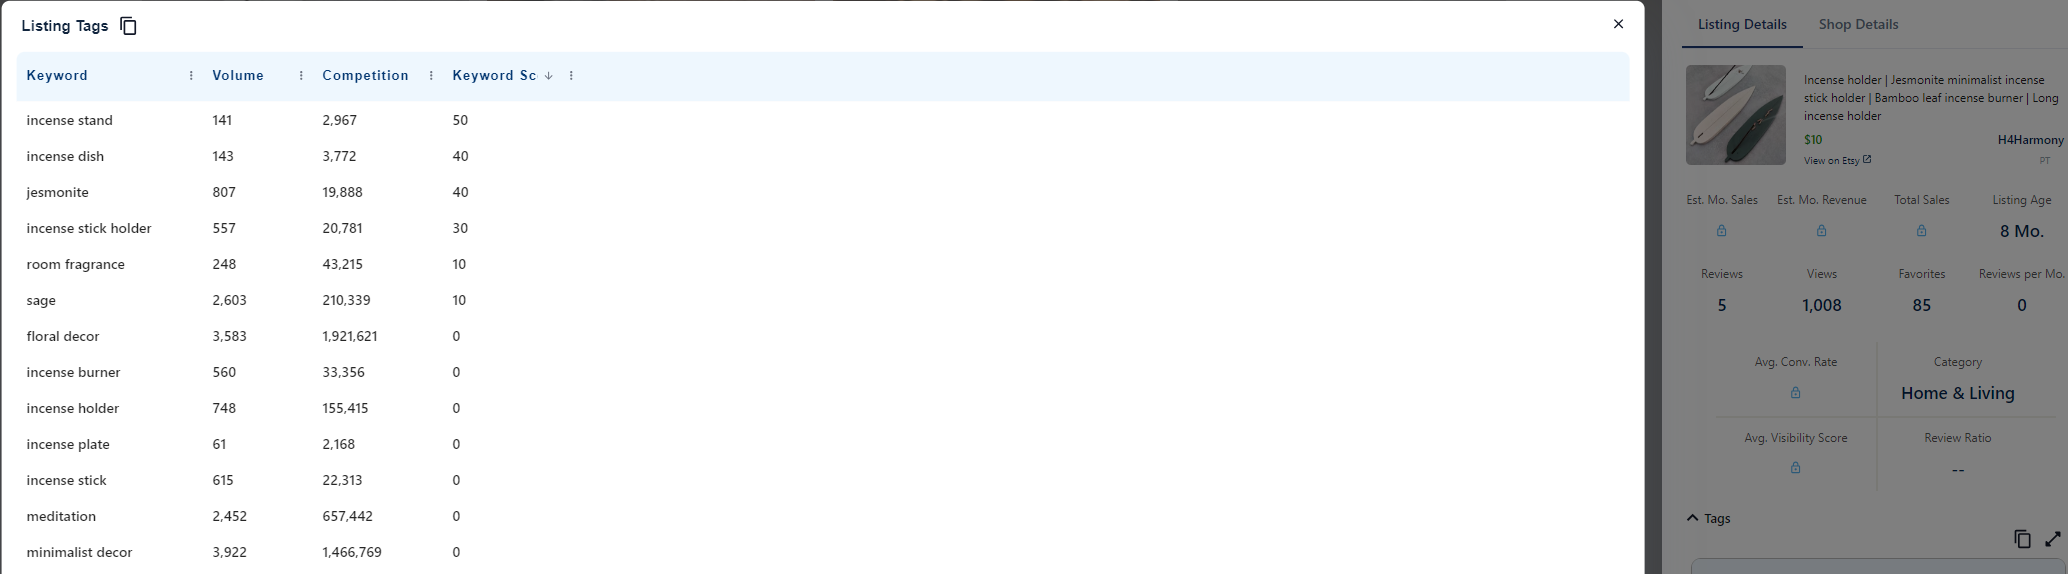 Listing Tags
Keyword Volume Competition Keyword Sc
incense stand 141 2,967 50
incense dish 143 3,772 40
jesmonite 807 19,888 40
incense stick holder 557 20,781 30
room fragrance 248 43,215 10
sage 2,603 210,339 10
floral decor 3,583 1,921,621 0
incense burner 560 33,356 0
incense holder 748 155,415 0
incense plate 61 2,168 0
incense stick 615 22,313 0
meditation 2,452 657,442 0
minimalist decor 3,922 1,466,769 0
Listing Details Shop Details
Incense holder | Jesmonite minimalist incense
stick holder | Bamboo leaf incense burner | Long
incense holder
$10 H4Harmony
View on Etsy PT
Est. Mo. Sales Est. Mo. Revenue Total Sales Listing Age
8 Mo.
Reviews Views Favorites Reviews per Mo.
5 1,008 85 0
Avg. Conv. Rate Category
Home & Living
Avg. Visibility Score Review Ratio
--
Tags